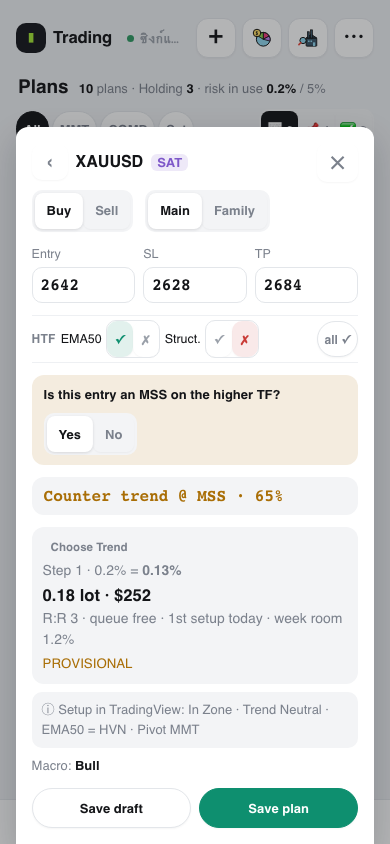 Trading
Plans 10 plans · Holding 3 · risk in use 0.2% / 5%
‹ XAUUSD SAT ✕
Buy Sell Main Family
Entry SL TP
2642 2628 2684
HTF EMA50 ✓ ✗ Struct. ✓ ✗ all ✓
Is this entry an MSS on the higher TF?
Yes No
Counter trend @ MSS · 65%
Choose Trend
Step 1 · 0.2% = 0.13%
0.18 lot · $252
R:R 3 · queue free · 1st setup today · week room
1.2%
PROVISIONAL
ⓘ Setup in TradingView: In Zone · Trend Neutral ·
EMA50 = HVN · Pivot MMT
Macro: Bull
Save draft Save plan